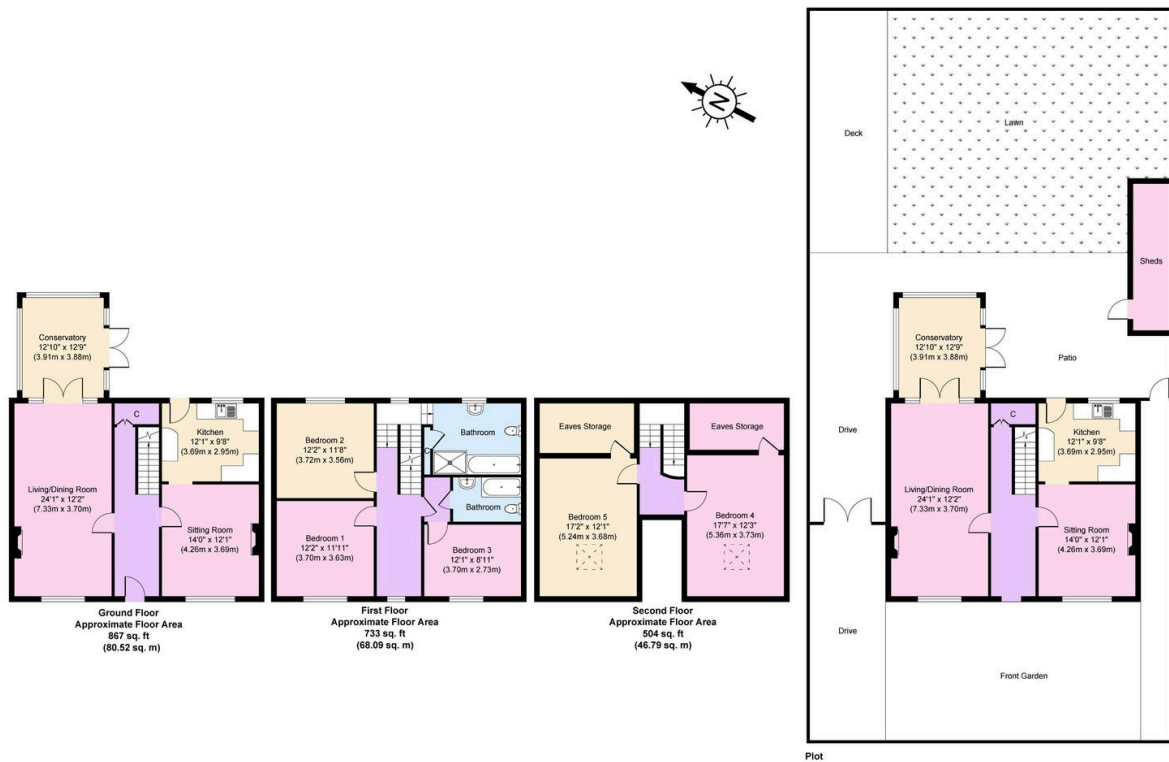 N
Conservatory
12'10" x 12'9"
(3.91m x 3.88m)
C
Kitchen
12'1" x 9'8"
(3.69m x 2.95m)
Living/Dining Room
24'1" x 12'2"
(7.33m x 3.70m)
Sitting Room
14'0" x 12'1"
(4.26m x 3.69m)
Ground Floor
Approximate Floor Area
867 sq. ft
(80.52 sq. m)
Bedroom 2
12'2" x 11'8"
(3.72m x 3.56m)
Bathroom
C
Bathroom
Bedroom 1
12'2" x 11'11"
(3.70m x 3.63m)
Bedroom 3
12'1" x 8'11"
(3.70m x 2.73m)
First Floor
Approximate Floor Area
733 sq. ft
(68.09 sq. m)
Eaves Storage
Eaves Storage
Bedroom 5
17'2" x 12'1"
(5.24m x 3.68m)
Bedroom 4
17'7" x 12'3"
(5.36m x 3.73m)
Second Floor
Approximate Floor Area
504 sq. ft
(46.79 sq. m)
Deck
Lawn
Sheds
Conservatory
12'10" x 12'9"
(3.91m x 3.88m)
Patio
Drive
C
Kitchen
12'1" x 9'8"
(3.69m x 2.95m)
Living/Dining Room
24'1" x 12'2"
(7.33m x 3.70m)
Sitting Room
14'0" x 12'1"
(4.26m x 3.69m)
Drive
Front Garden
Plot